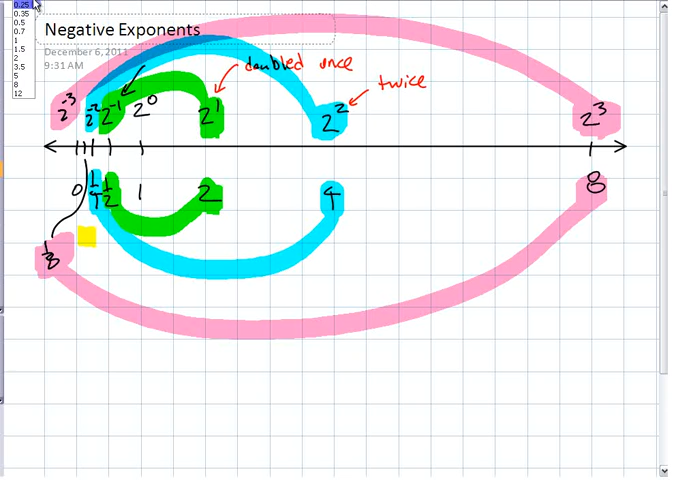 0.25
0.35
0.5
0.7
1
1.5
2
3.5
5
8
12
Negative Exponents
December 6, 2011
9:31 AM
doubled once
twice
2⁻³ 2⁻² 2⁻¹ 2⁰ 2¹ 2² 2³
0 1/4 1/2 1 2 4 8
1/8